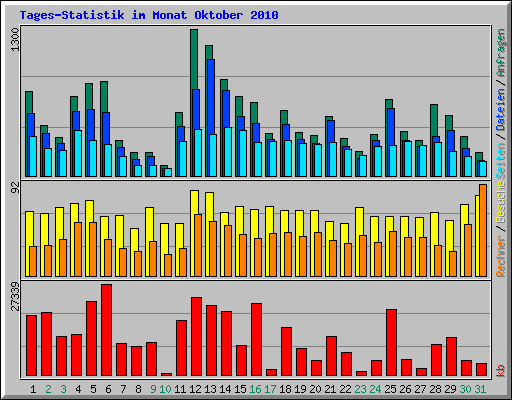 Tages-Statistik im Monat Oktober 2010
1300
92
27339
Rechner / Besuche Seiten / Dateien / Anfragen
kb
1 2 3 4 5 6 7 8 9 10 11 12 13 14 15 16 17 18 19 20 21 22 23 24 25 26 27 28 29 30 31